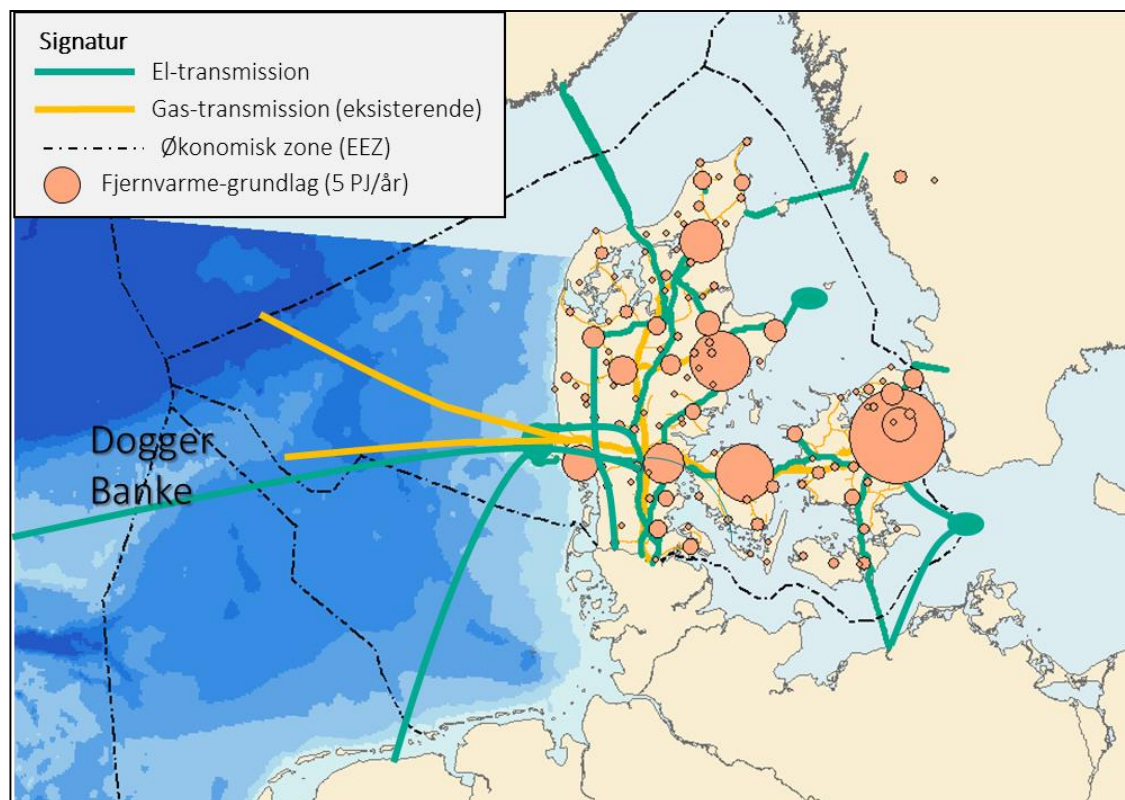 Signatur
El-transmission
Gas-transmission (eksisterende)
Økonomisk zone (EEZ)
Fjernvarme-grundlag (5 PJ/år)
Dogger
Banke